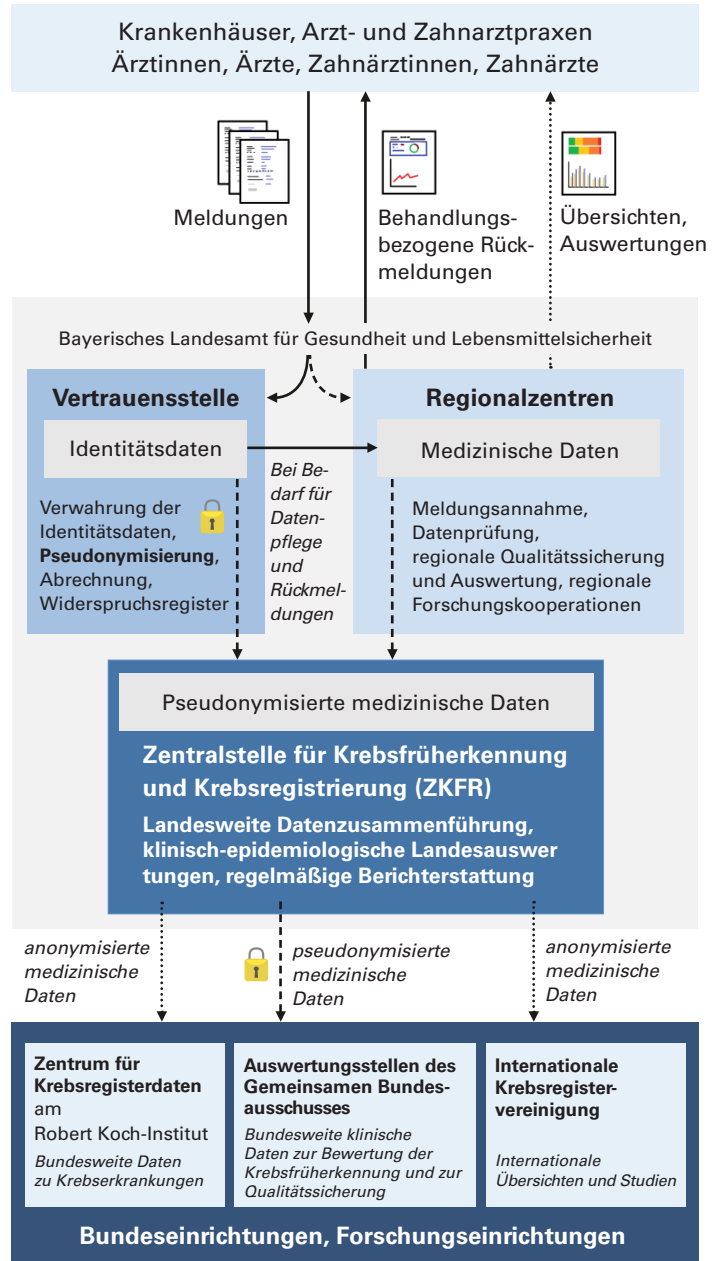 Krankenhäuser, Arzt- und Zahnarztpraxen
Ärztinnen, Ärzte, Zahnärztinnen, Zahnärzte
Meldungen
Behandlungs-
bezogene Rück-
meldungen
Übersichten,
Auswertungen
Bayerisches Landesamt für Gesundheit und Lebensmittelsicherheit
Vertrauensstelle
Identitätsdaten
Verwahrung der
Identitätsdaten,
Pseudonymisierung,
Abrechnung,
Widerspruchsregister
Bei Be-
darf für
Daten-
pflege
und
Rückmel-
dungen
Regionalzentren
Medizinische Daten
Meldungsannahme,
Datenprüfung,
regionale Qualitätssicherung
und Auswertung, regionale
Forschungskooperationen
Pseudonymisierte medizinische Daten
Zentralstelle für Krebsfrüherkennung
und Krebsregistrierung (ZKFR)
Landesweite Datenzusammenführung,
klinisch-epidemiologische Landesauswer
tungen, regelmäßige Berichterstattung
anonymisierte
medizinische
Daten
pseudonymisierte
medizinische
Daten
anonymisierte
medizinische
Daten
Zentrum für
Krebsregisterdaten
am
Robert Koch-Institut
Bundesweite Daten
zu Krebserkrankungen
Auswertungsstellen des
Gemeinsamen Bundes-
ausschusses
Bundesweite klinische
Daten zur Bewertung der
Krebsfrüherkennung und zur
Qualitätssicherung
Internationale
Krebsregister-
vereinigung
Internationale
Übersichten und Studien
Bundeseinrichtungen, Forschungseinrichtungen